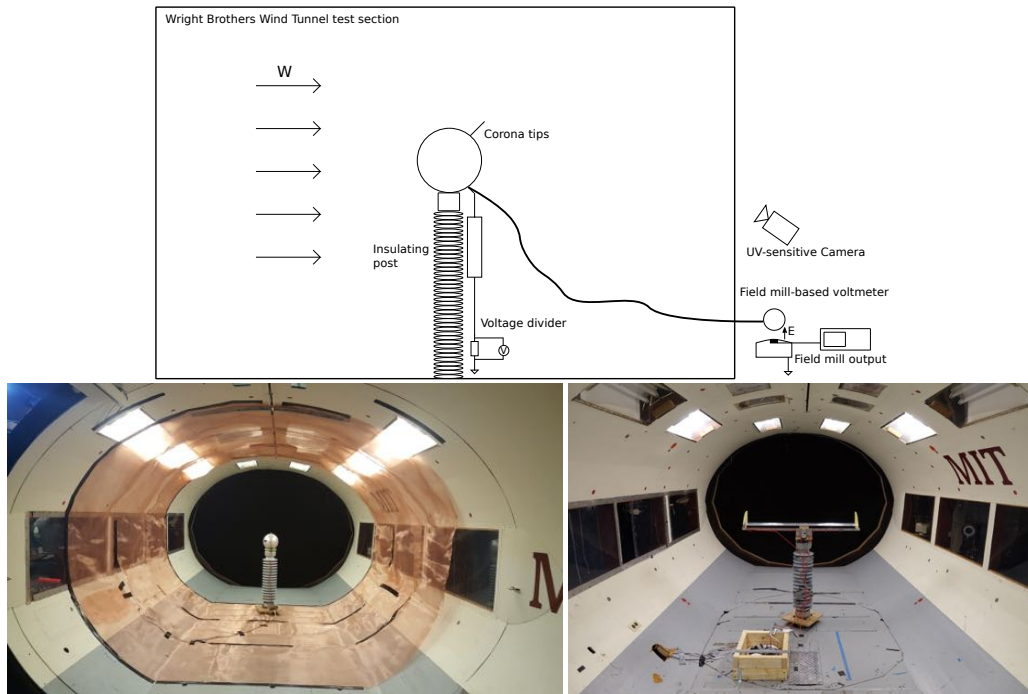 Wright Brothers Wind Tunnel test section
W
Corona tips
Insulating
post
UV-sensitive Camera
Field mill-based voltmeter
Voltage divider
E
V
Field mill output
MIT
M
MIT